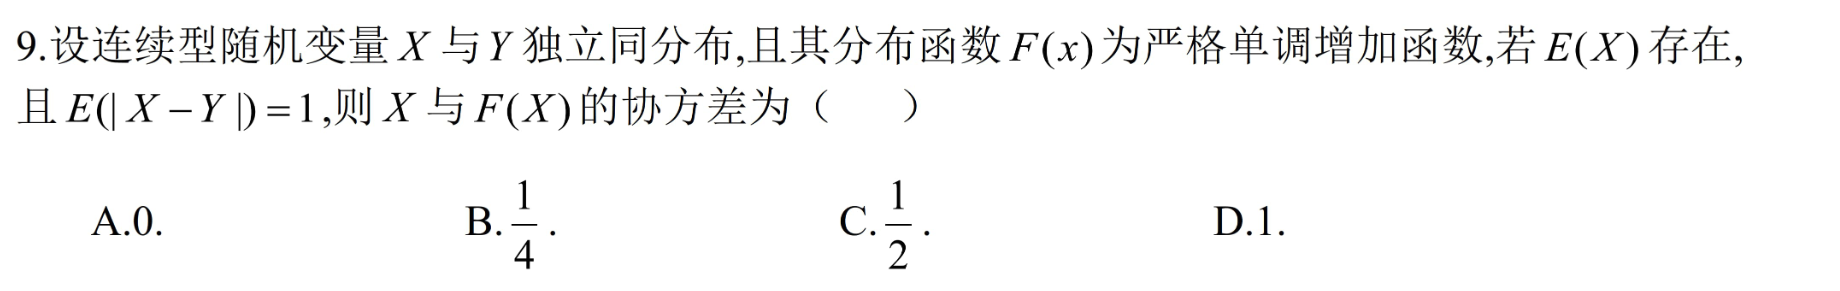 9.设连续型随机变量 X 与 Y 独立同分布,且其分布函数 F(x) 为严格单调增加函数,若 E(X) 存在,
且 E(| X − Y |) = 1,则 X 与 F(X) 的协方差为（　　）
A.0. B.1/4. C.1/2. D.1.